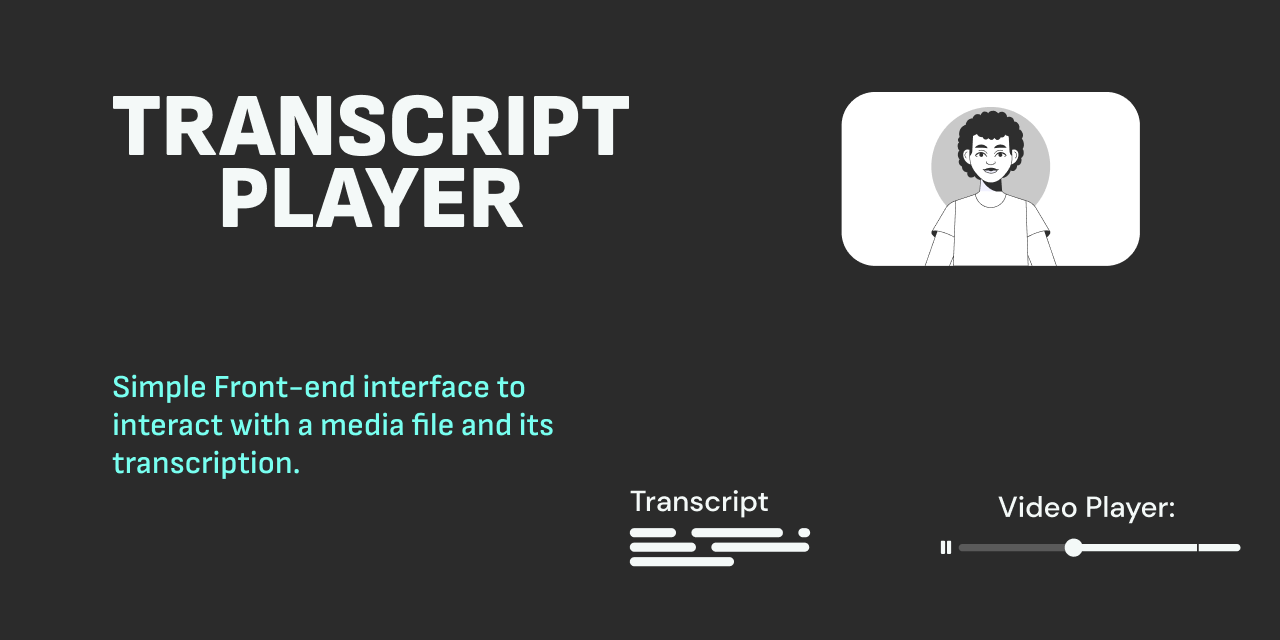 TRANSCRIPT
PLAYER
Simple Front-end interface to
interact with a media file and its
transcription.
Transcript
Video Player: